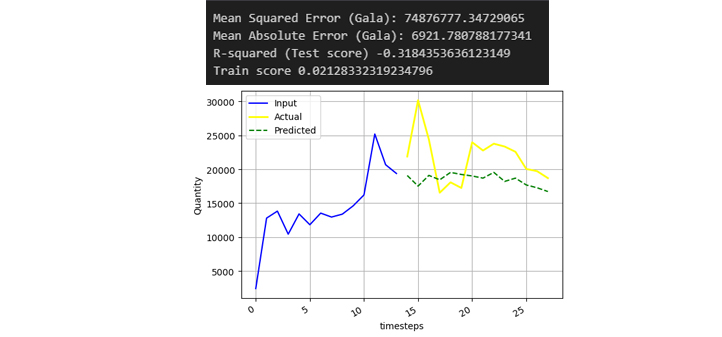 Mean Squared Error (Gala): 74876777.34729065
Mean Absolute Error (Gala): 6921.780788177341
R-squared (Test score) -0.3184353636123149
Train score 0.02128332319234796
Input
Actual
Predicted
30000
25000
20000
15000
10000
5000
Quantity
0
5
10
15
20
25
timesteps